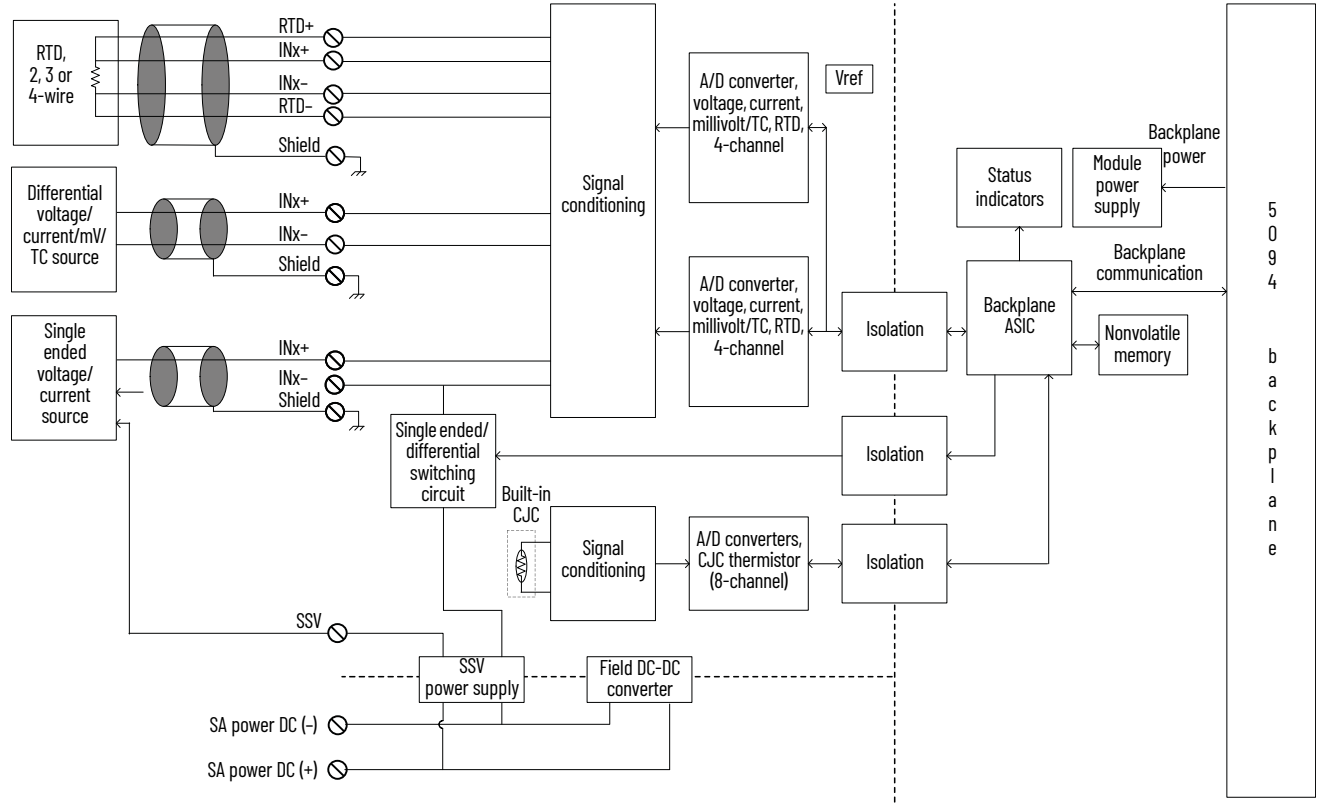 RTD,
2, 3 or
4-wire
RTD+
INx+
INx–
RTD–
Shield
Differential
voltage/
current/mV/
TC source
INx+
INx–
Shield
Single
ended
voltage/
current
source
INx+
INx–
Shield
Signal
conditioning
A/D converter,
voltage, current,
millivolt/TC, RTD,
4-channel
Vref
A/D converter,
voltage, current,
millivolt/TC, RTD,
4-channel
Isolation
Status
indicators
Module
power
supply
Backplane
power
Backplane
communication
Backplane
ASIC
Nonvolatile
memory
5094 backplane
Single ended/
differential
switching
circuit
Isolation
Built-in
CJC
Signal
conditioning
A/D converters,
CJC thermistor
(8-channel)
Isolation
SSV
SSV
power supply
Field DC-DC
converter
SA power DC (–)
SA power DC (+)